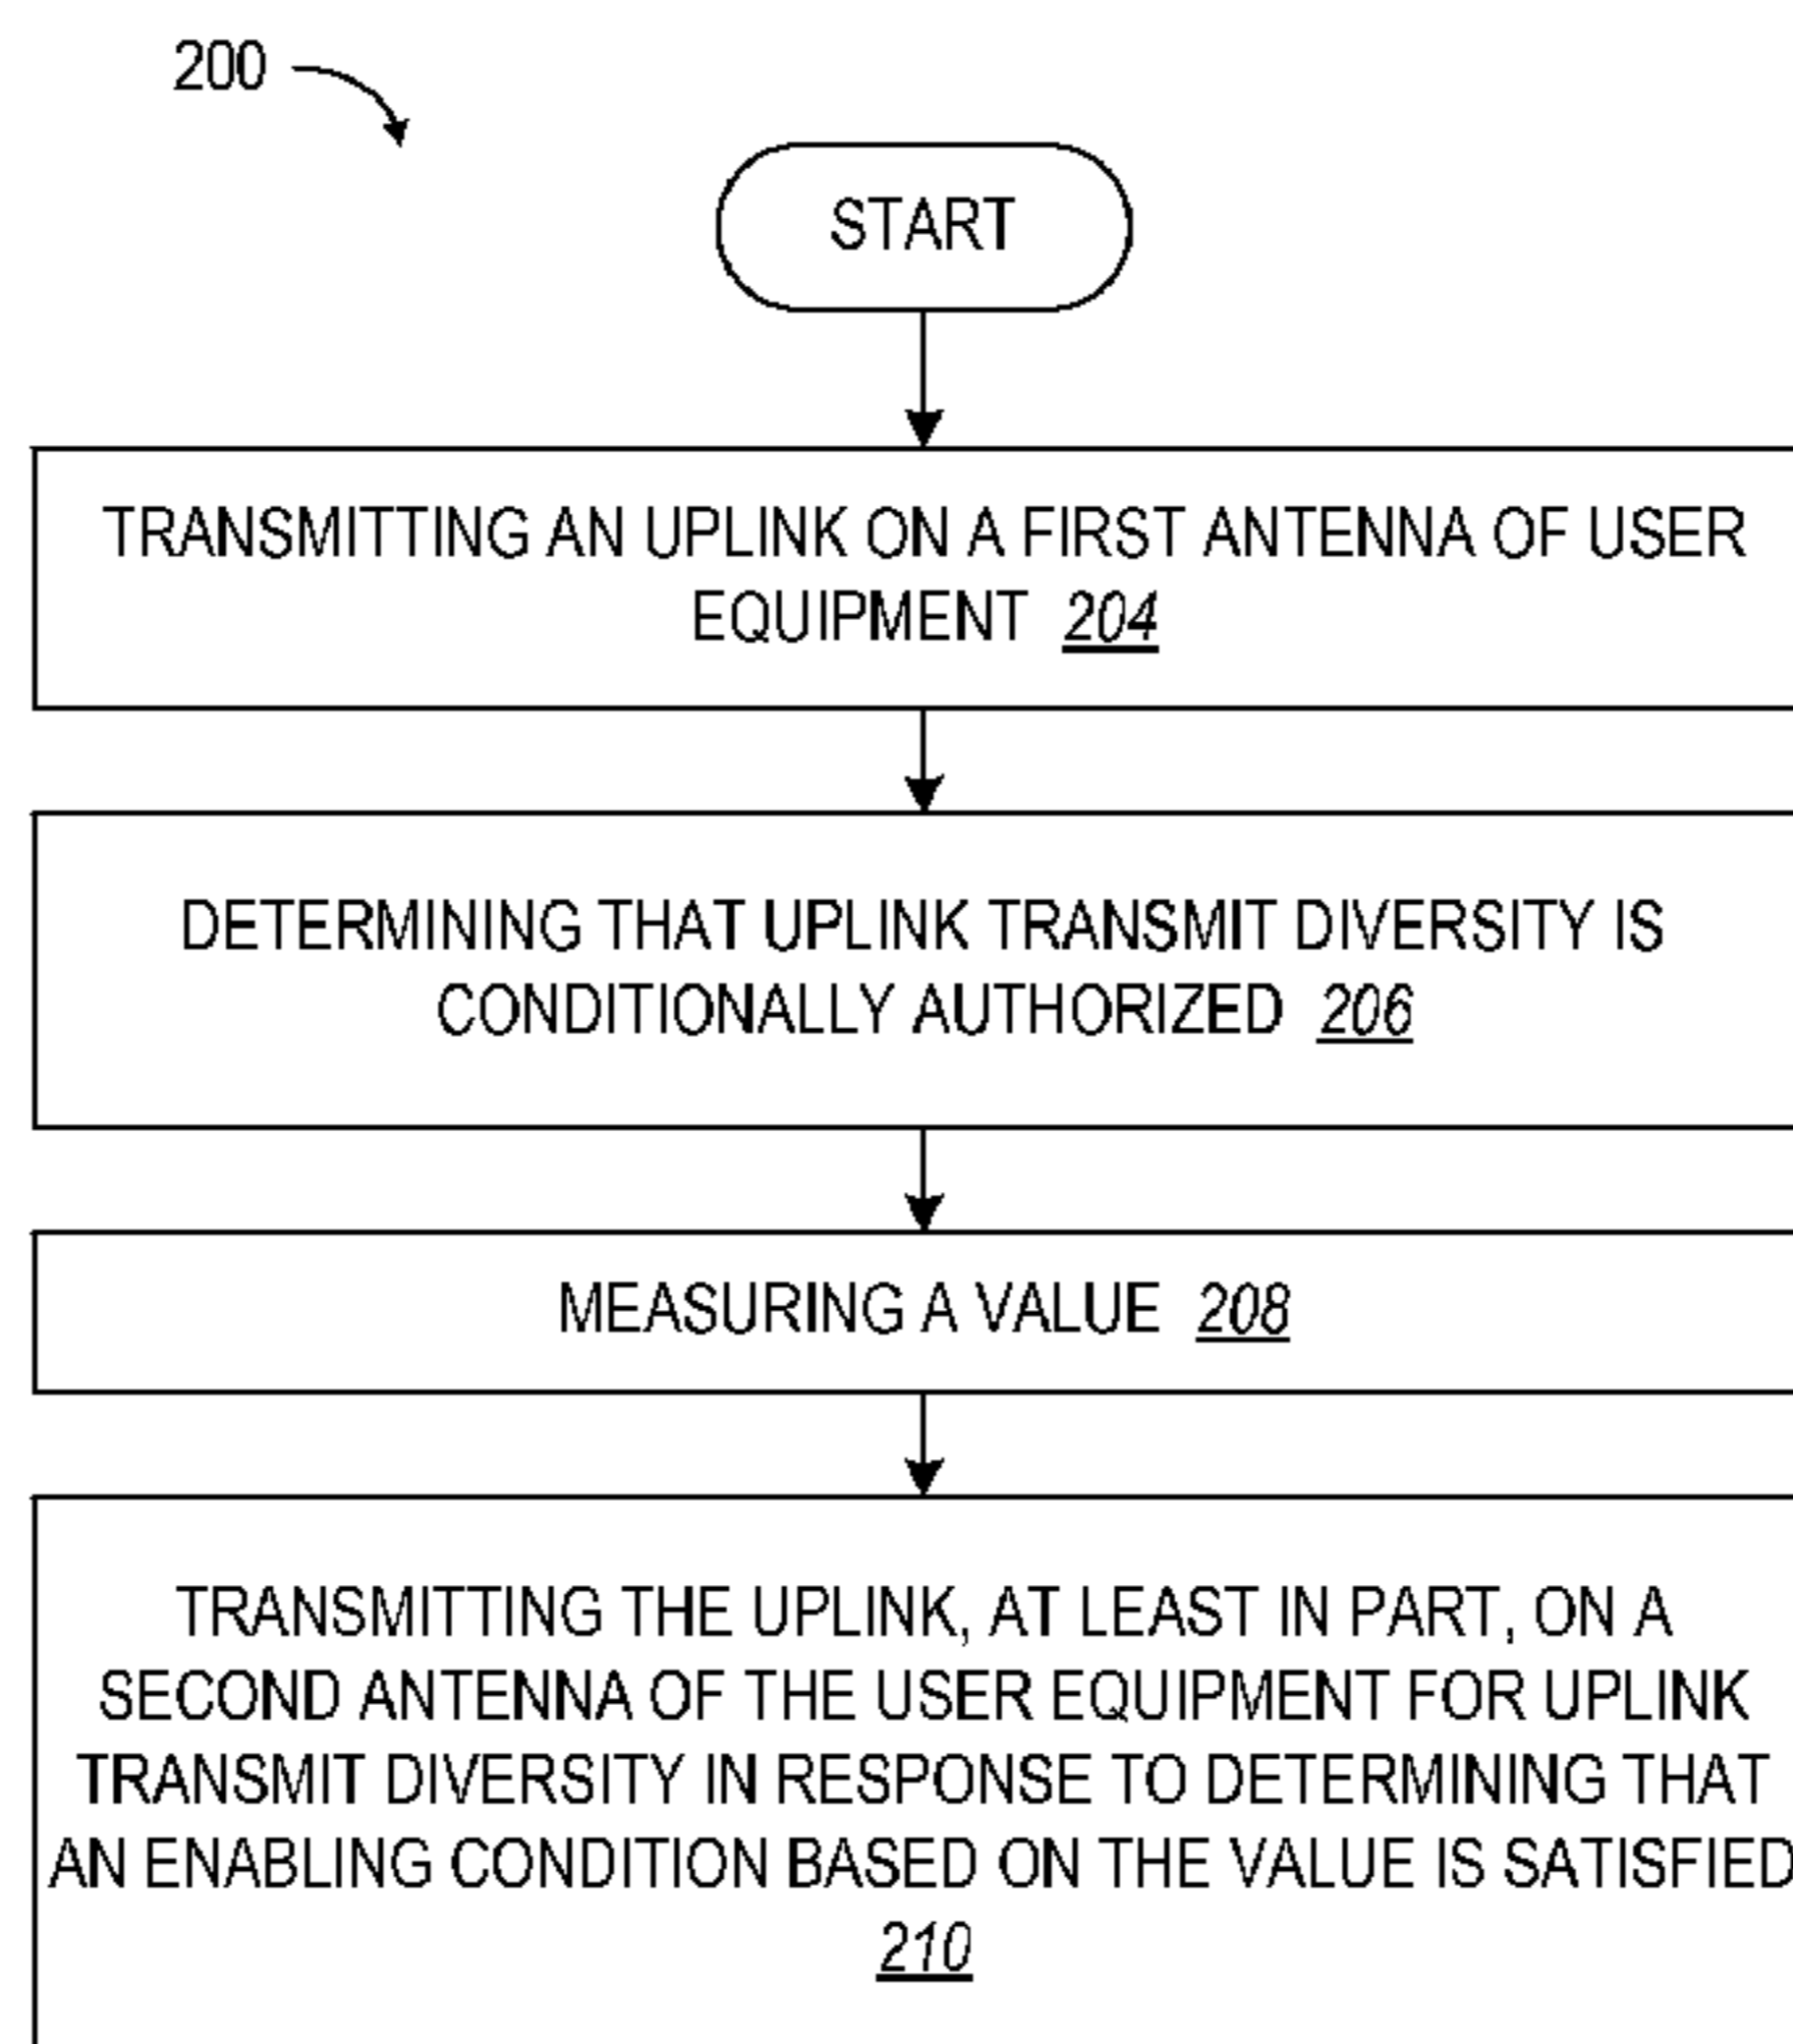 200
START
TRANSMITTING AN UPLINK ON A FIRST ANTENNA OF USER
EQUIPMENT 204
DETERMINING THAT UPLINK TRANSMIT DIVERSITY IS
CONDITIONALLY AUTHORIZED 206
MEASURING A VALUE 208
TRANSMITTING THE UPLINK, AT LEAST IN PART, ON A
SECOND ANTENNA OF THE USER EQUIPMENT FOR UPLINK
TRANSMIT DIVERSITY IN RESPONSE TO DETERMINING THAT
AN ENABLING CONDITION BASED ON THE VALUE IS SATISFIED
210